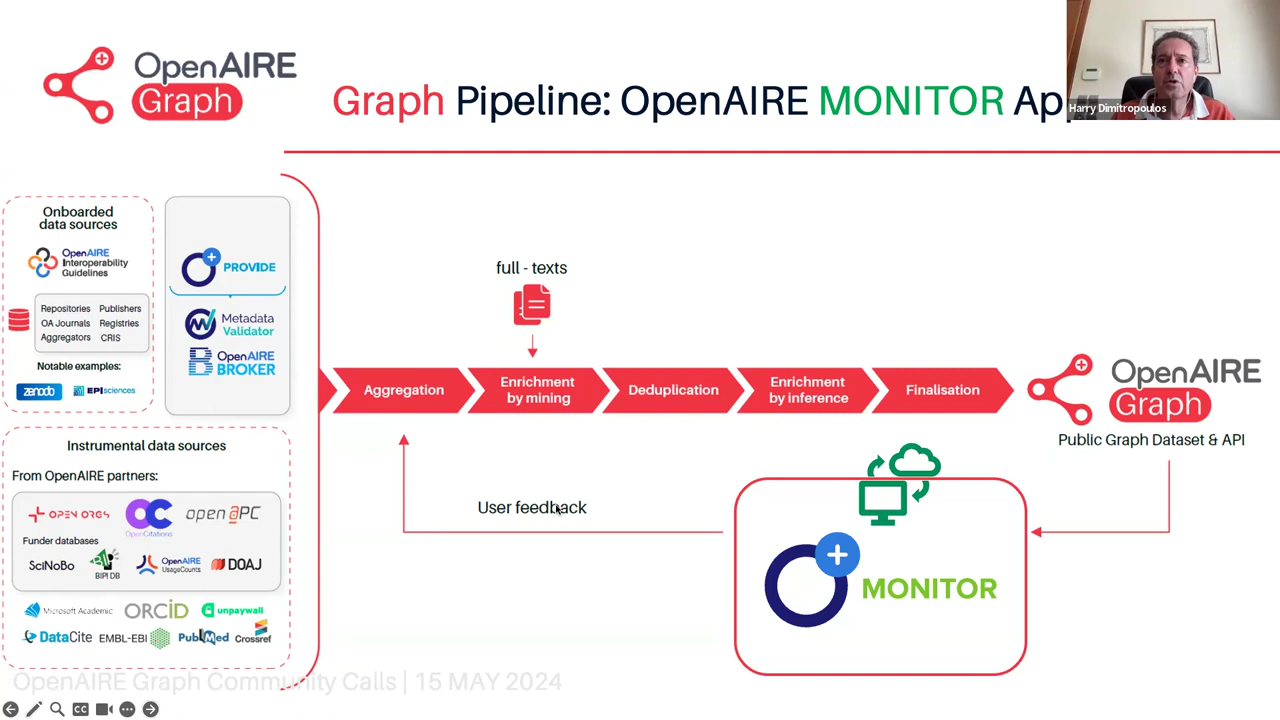 OpenAIRE
Graph
Graph Pipeline: OpenAIRE MONITOR Ap
Harry Dimitropoulos
Onboarded
data sources
OpenAIRE
Interoperability
Guidelines
Repositories Publishers
OA Journals Registries
Aggregators CRIS
Notable examples:
zenodo EPIsciences
PROVIDE
Metadata
Validator
OpenAIRE
BROKER
full - texts
Aggregation
Enrichment
by mining
Deduplication
Enrichment
by inference
Finalisation
OpenAIRE
Graph
Public Graph Dataset & API
Instrumental data sources
From OpenAIRE partners:
OPEN ORGS
OpenCitations
open aPC
Funder databases
SciNoBo
BIP! DB
OpenAIRE
UsageCounts
DOAJ
Microsoft Academic ORCID unpaywall
DataCite EMBL-EBI PubMed Crossref
User feedback
MONITOR
OpenAIRE Graph Community Calls | 15 MAY 2024
CC